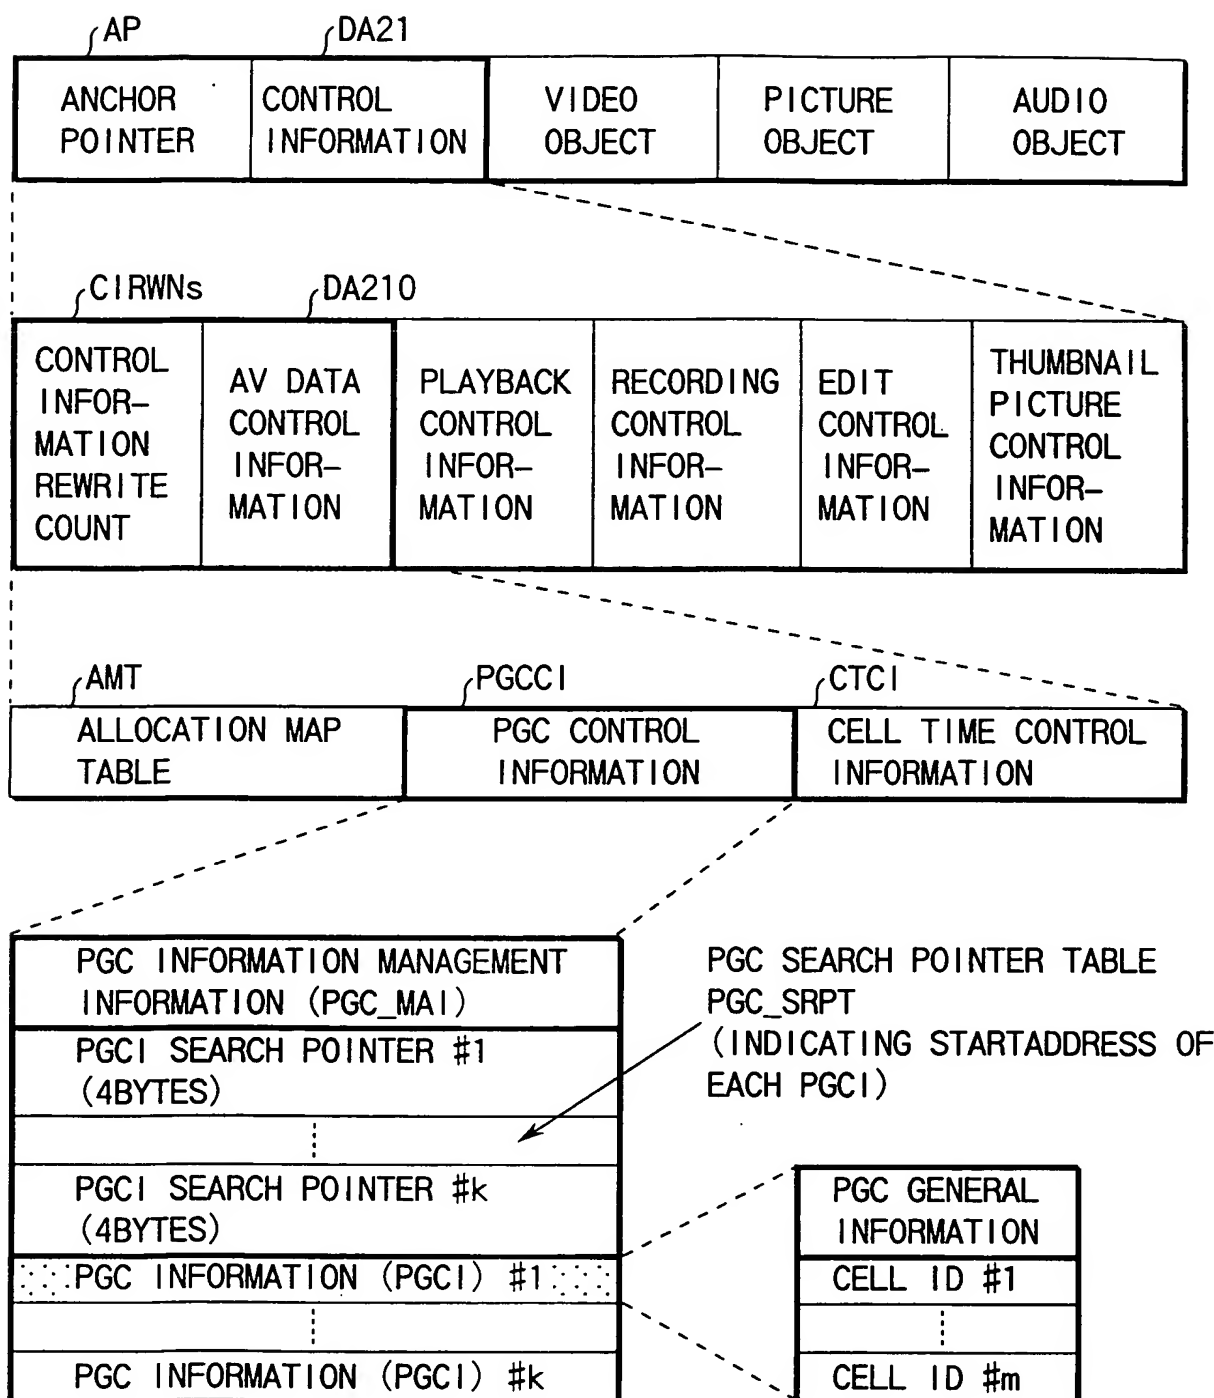 AP
DA21
ANCHOR
POINTER
CONTROL
INFORMATION
VIDEO
OBJECT
PICTURE
OBJECT
AUDIO
OBJECT
CIRWNs
DA210
CONTROL
INFOR-
MATION
REWRITE
COUNT
AV DATA
CONTROL
INFOR-
MATION
PLAYBACK
CONTROL
INFOR-
MATION
RECORDING
CONTROL
INFOR-
MATION
EDIT
CONTROL
INFOR-
MATION
THUMBNAIL
PICTURE
CONTROL
INFOR-
MATION
AMT
PGCCI
CTCI
ALLOCATION MAP
TABLE
PGC CONTROL
INFORMATION
CELL TIME CONTROL
INFORMATION
PGC INFORMATION MANAGEMENT
INFORMATION (PGC_MAI)
PGCI SEARCH POINTER #1
(4BYTES)
PGCI SEARCH POINTER #k
(4BYTES)
PGC INFORMATION (PGCI) #1
PGC INFORMATION (PGCI) #k
PGC SEARCH POINTER TABLE
PGC_SRPT
(INDICATING STARTADDRESS OF
EACH PGCI)
PGC GENERAL
INFORMATION
CELL ID #1
CELL ID #m